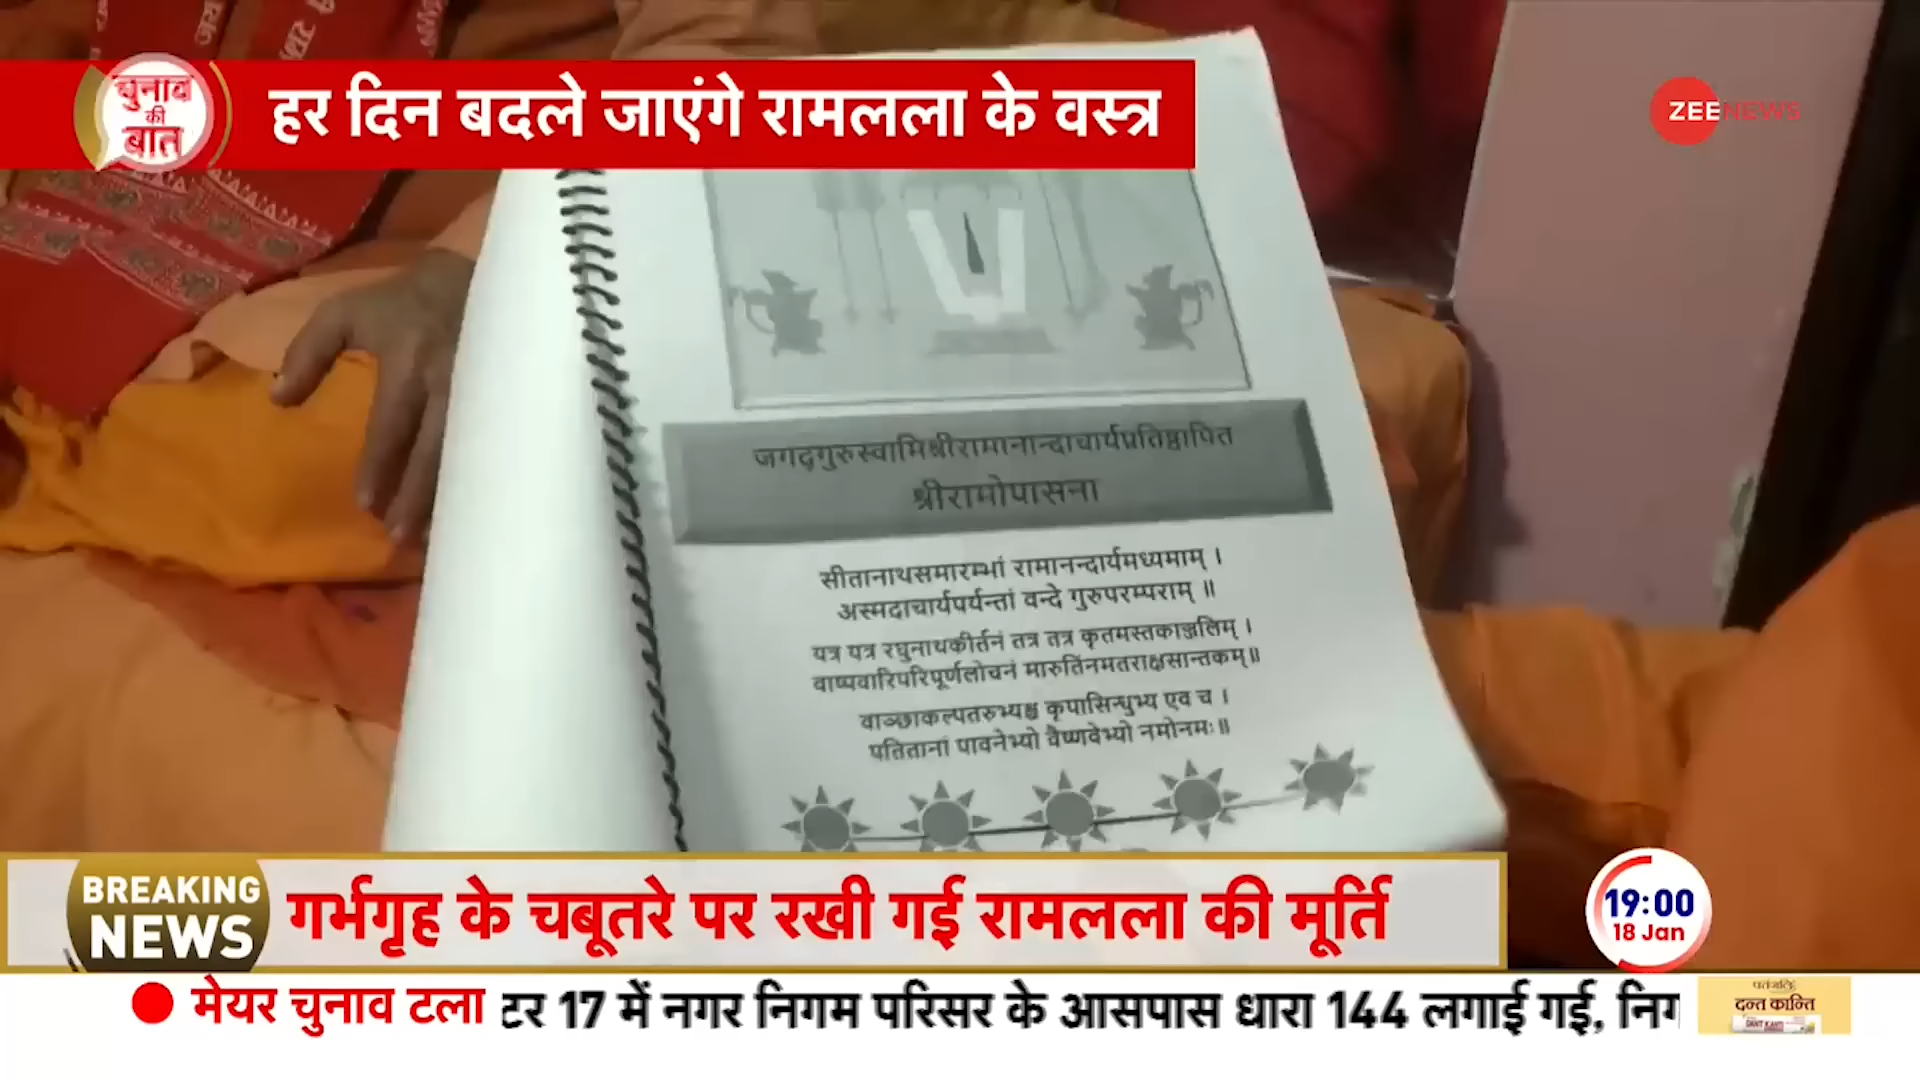 चुनाव
की
बात
हर दिन बदले जाएंगे रामलला के वस्त्र
ZEE NEWS
जगद्गुरुस्वामिश्रीरामानान्दाचार्यप्रतिष्ठापित
श्रीरामोपासना
सीतानाथसमारम्भां रामानन्दार्यमध्यमाम् ।
अस्मदाचार्यपर्यन्तां वन्दे गुरुपरम्पराम् ॥
यत्र यत्र रघुनाथकीर्तनं तत्र तत्र कृतमस्तकाञ्जलिम् ।
वाष्पवारिपरिपूर्णलोचनं मारुतिंनमतराक्षसान्तकम्॥
वाञ्छाकल्पतरुभ्यश्च कृपासिन्धुभ्य एव च ।
पतितानां पावनेभ्यो वैष्णवेभ्यो नमोनमः॥
BREAKING
NEWS
गर्भगृह के चबूतरे पर रखी गई रामलला की मूर्ति
19:00
18 Jan
मेयर चुनाव टला
टर 17 में नगर निगम परिसर के आसपास धारा 144 लगाई गई, निग
पतंजलि
दन्त कान्ति